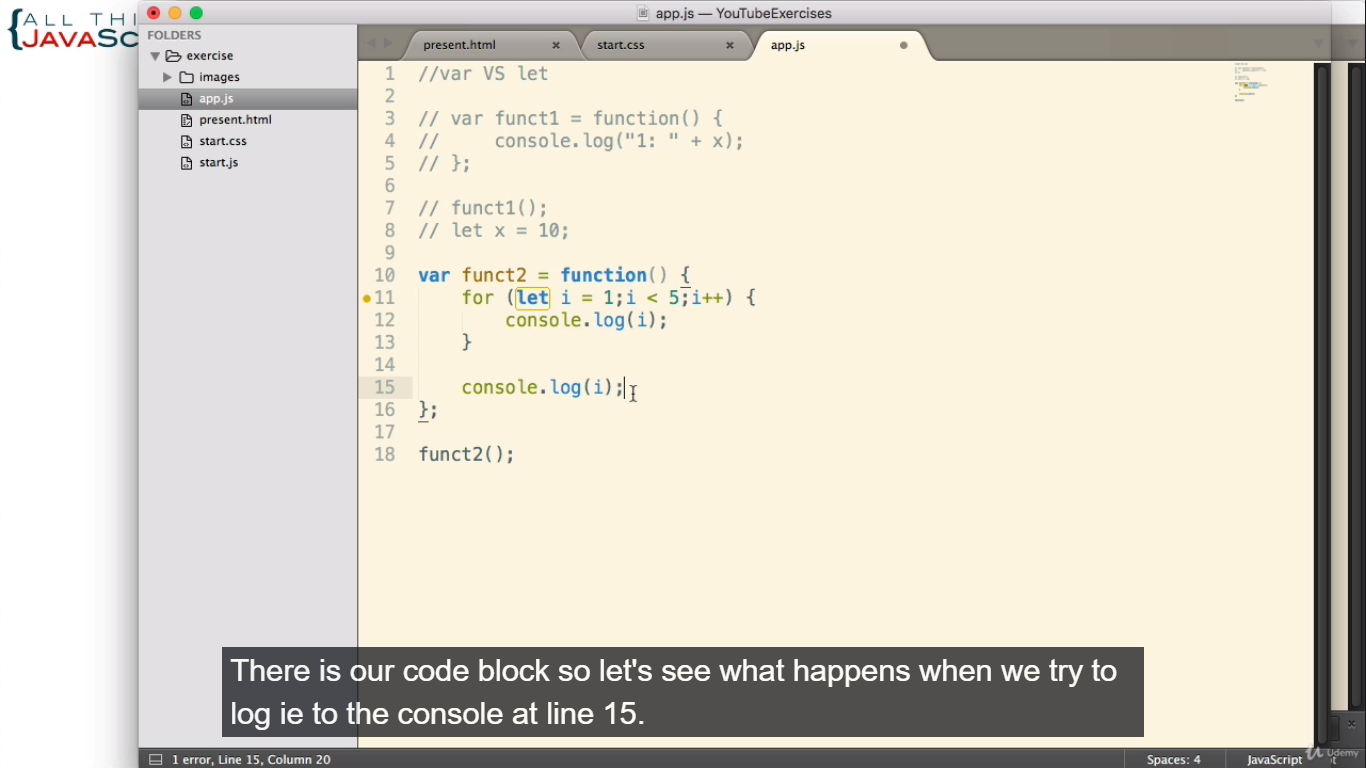 {ALL THI
JAVASC
app.js — YouTubeExercises
FOLDERS
exercise
images
app.js
present.html
start.css
start.js
present.html × start.css × app.js
1 //var VS let
2
3 // var funct1 = function() {
4 //     console.log("1: " + x);
5 // };
6
7 // funct1();
8 // let x = 10;
9
10 var funct2 = function() {
11     for (let i = 1;i < 5;i++) {
12         console.log(i);
13     }
14
15     console.log(i);
16 };
17
18 funct2();
There is our code block so let's see what happens when we try to
log ie to the console at line 15.
1 error, Line 15, Column 20
Spaces: 4
JavaScript
Udemy